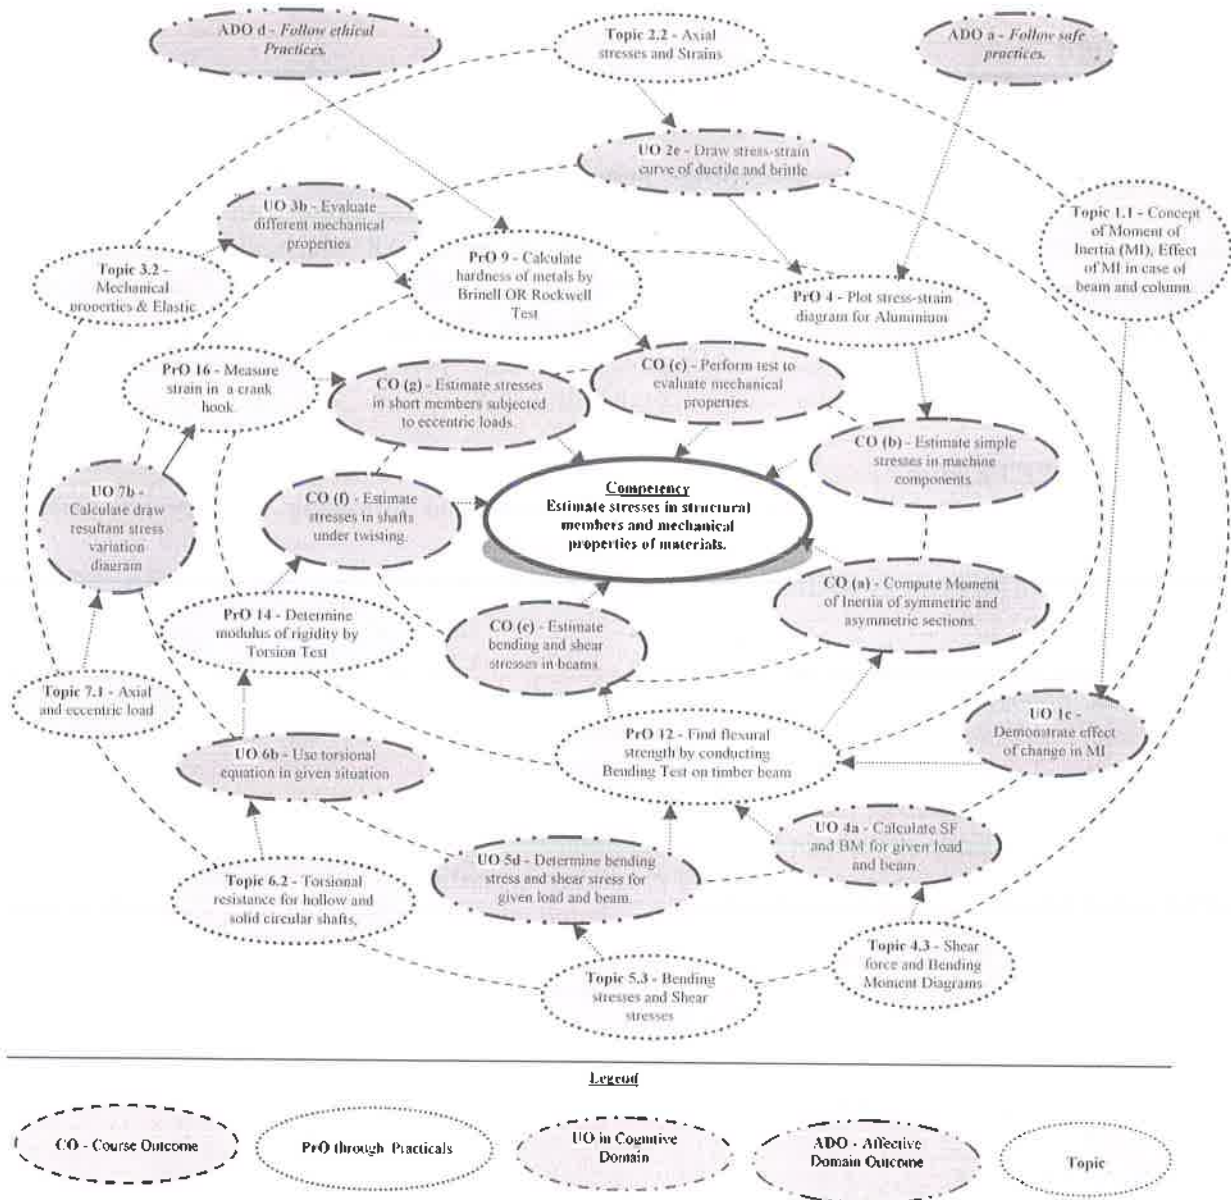 ADO d - Follow ethical
Practices.
Topic 2.2 - Axial
stresses and Strains
ADO a - Follow safe
practices.
UO 2e - Draw stress-strain
curve of ductile and brittle
UO 3b - Evaluate
different mechanical
properties
Topic 1.1 - Concept
of Moment of
Inertia (MI), Effect
of MI in case of
beam and column.
Topic 3.2 -
Mechanical
properties & Elastic
PrO 9 - Calculate
hardness of metals by
Brinell OR Rockwell
Test
PrO 4 - Plot stress-strain
diagram for Aluminium
PrO 16 - Measure
strain in a crank
hook.
CO (g) - Estimate stresses
in short members subjected
to eccentric loads.
CO (c) - Perform test to
evaluate mechanical
properties.
CO (b) - Estimate simple
stresses in machine
components
UO 7b -
Calculate draw
resultant stress
variation
diagram
CO (f) - Estimate
stresses in shafts
under twisting.
Competency
Estimate stresses in structural
members and mechanical
properties of materials.
CO (a) - Compute Moment
of Inertia of symmetric and
asymmetric sections.
PrO 14 - Determine
modulus of rigidity by
Torsion Test
CO (e) - Estimate
bending and shear
stresses in beams.
Topic 7.1 - Axial
and eccentric load
UO 1c -
Demonstrate effect
of change in MI
PrO 12 - Find flexural
strength by conducting
Bending Test on timber beam
UO 6b - Use torsional
equation in given situation
UO 4a - Calculate SF
and BM for given load
and beam.
UO 5d - Determine bending
stress and shear stress for
given load and beam.
Topic 6.2 - Torsional
resistance for hollow and
solid circular shafts,
Topic 4.3 - Shear
force and Bending
Moment Diagrams
Topic 5.3 - Bending
stresses and Shear
stresses
Legend
CO - Course Outcome
PrO through Practicals
UO in Cognitive
Domain
ADO - Affective
Domain Outcome
Topic